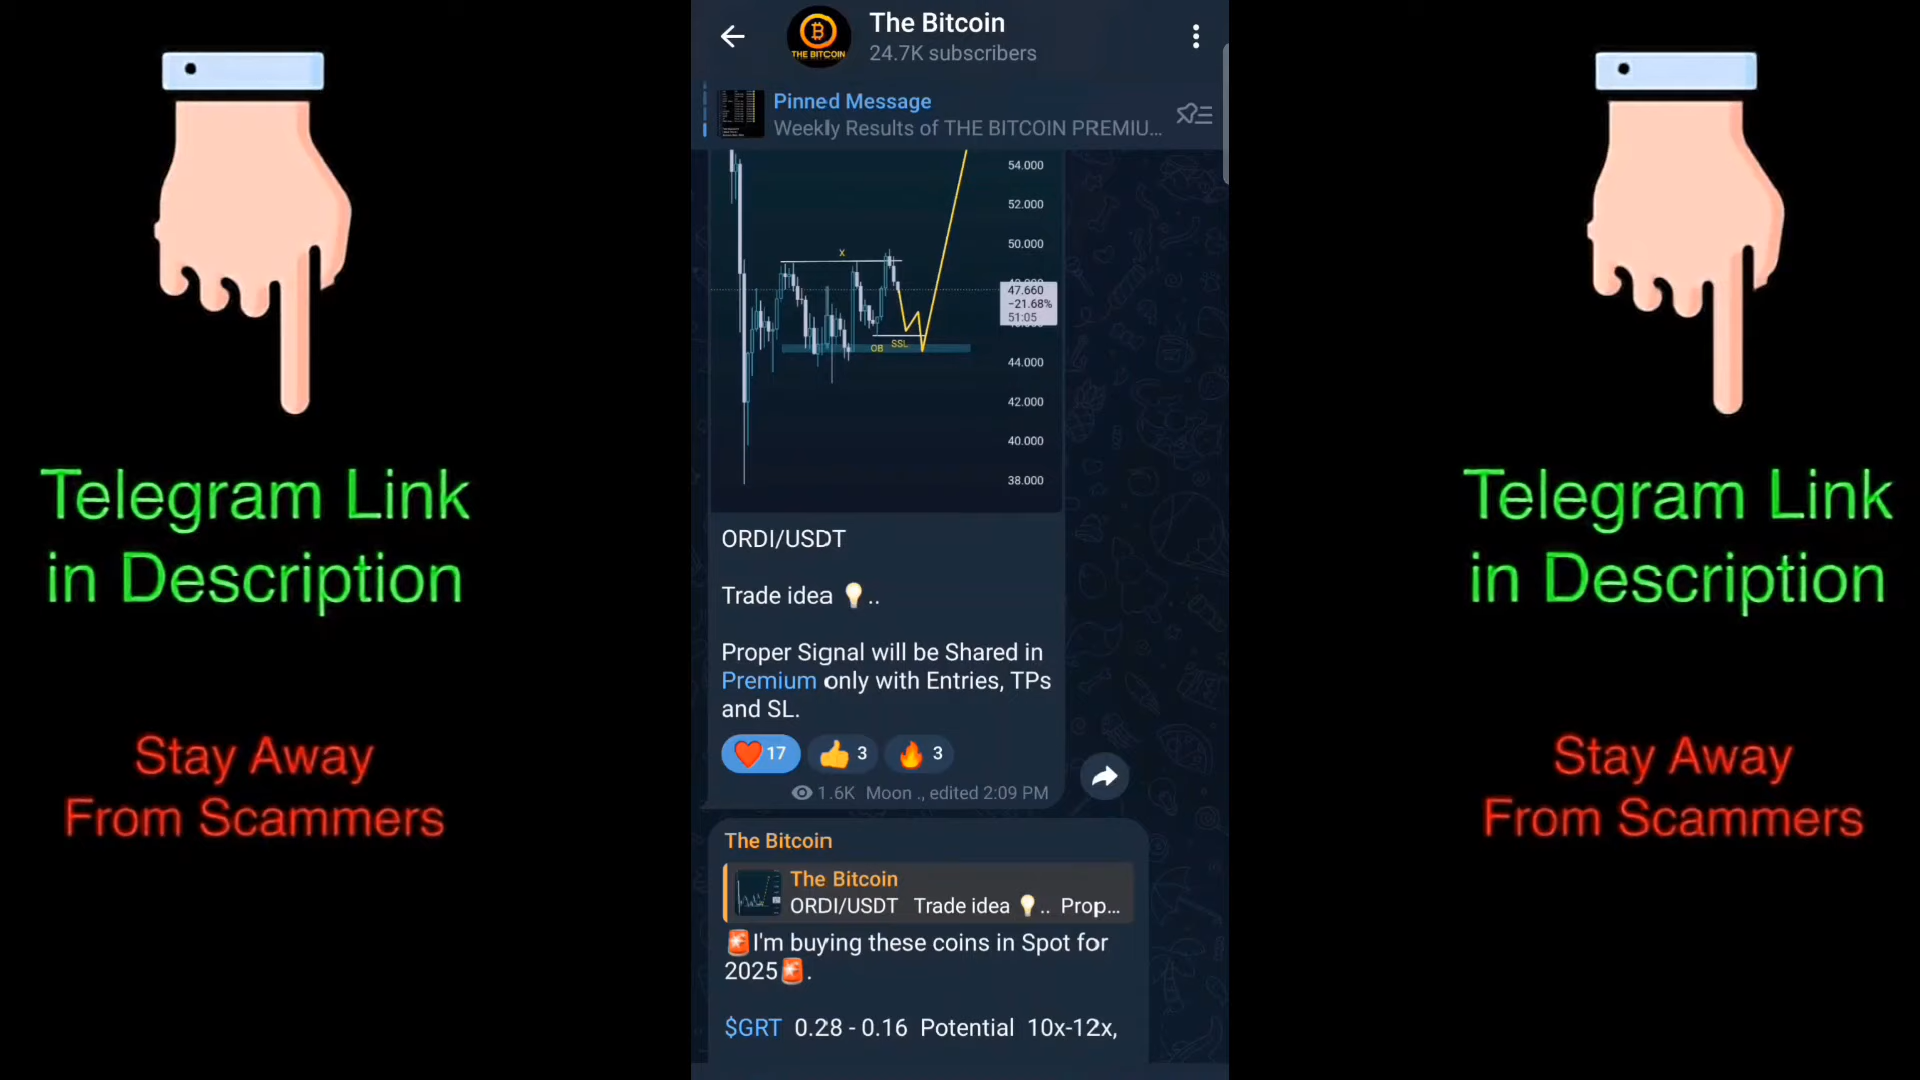 Telegram Link
in Description
Stay Away
From Scammers
THE BITCOIN
The Bitcoin
24.7K subscribers
Pinned Message
Weekly Results of THE BITCOIN PREMIU...
54.000
52.000
50.000
47.660
−21.68%
51:05
44.000
42.000
40.000
38.000
X
OB
SSL
ORDI/USDT
Trade idea 💡..
Proper Signal will be Shared in
Premium only with Entries, TPs
and SL.
❤️ 17 👍 3 🔥 3
1.6K Moon ., edited 2:09 PM
The Bitcoin
The Bitcoin
ORDI/USDT Trade idea 💡.. Prop...
🚨I'm buying these coins in Spot for
2025🚨.
$GRT 0.28 - 0.16 Potential 10x-12x,
Telegram Link
in Description
Stay Away
From Scammers